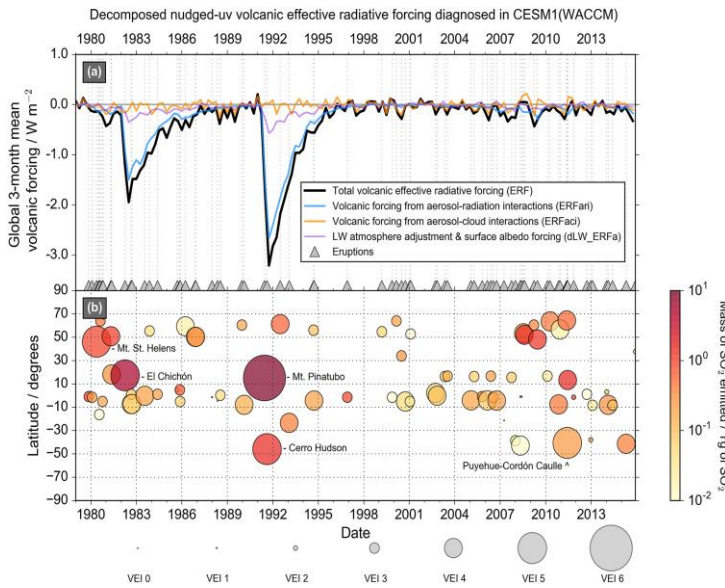 Decomposed nudged-uv volcanic effective radiative forcing diagnosed in CESM1(WACCM)
1980 1983 1986 1989 1992 1995 1998 2001 2004 2007 2010 2013
(a)
Global 3-month mean
volcanic forcing / W m⁻²
1.0
0.0
-1.0
-2.0
-3.0
Total volcanic effective radiative forcing (ERF)
Volcanic forcing from aerosol-radiation interactions (ERFari)
Volcanic forcing from aerosol-cloud interactions (ERFaci)
LW atmosphere adjustment & surface albedo forcing (dLW_ERFa)
Eruptions
(b)
Latitude / degrees
90
70
50
30
10
−10
−30
−50
−70
−90
- Mt. St. Helens
- El Chichón
- Mt. Pinatubo
- Cerro Hudson
Puyehue-Cordón Caulle ^
1980 1983 1986 1989 1992 1995 1998 2001 2004 2007 2010 2013
Date
VEI 0 VEI 1 VEI 2 VEI 3 VEI 4 VEI 5 VEI 6
10¹
10⁰
10⁻¹
10⁻²
Mass of SO₂ emitted / Tg of SO₂